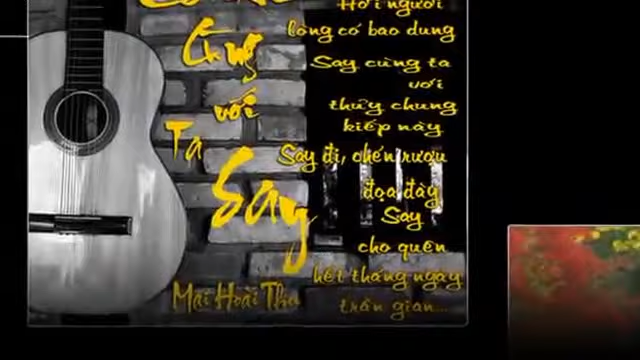 Hỡi người
lòng có bao dung
Say cùng ta
với
thủy chung
kiếp này
Say đi, chén rượu
đọa đày
Say
cho quên
hết tháng ngày
trần gian...
Cùng
với
Ta
Say
Mai Hoài Thu